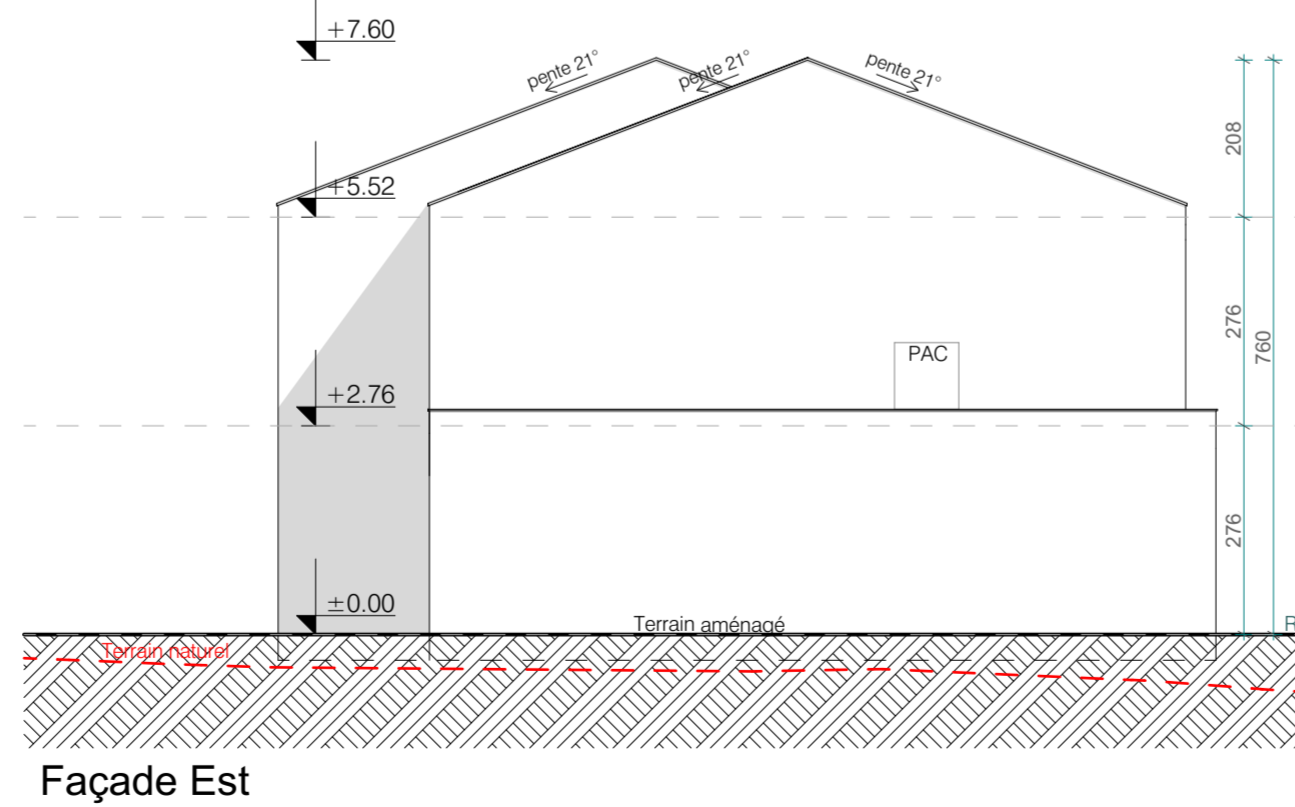 +7.60
pente 21°
pente 21°
pente 21°
208
+5.52
276
760
PAC
+2.76
276
±0.00
Terrain aménagé
R
Terrain naturel
Façade Est